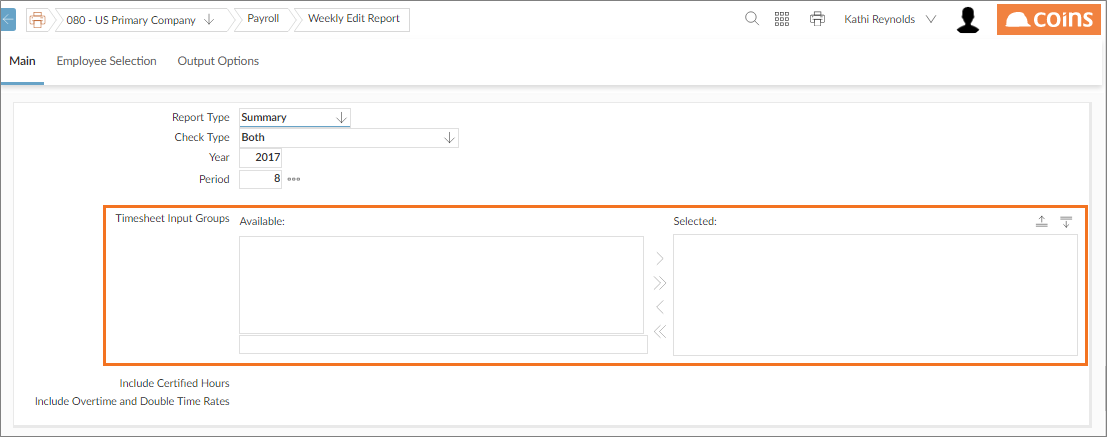 080 - US Primary Company Payroll Weekly Edit Report Kathi Reynolds coins
Main Employee Selection Output Options
Report Type Summary
Check Type Both
Year 2017
Period 8
Timesheet Input Groups Available: Selected:
Include Certified Hours
Include Overtime and Double Time Rates